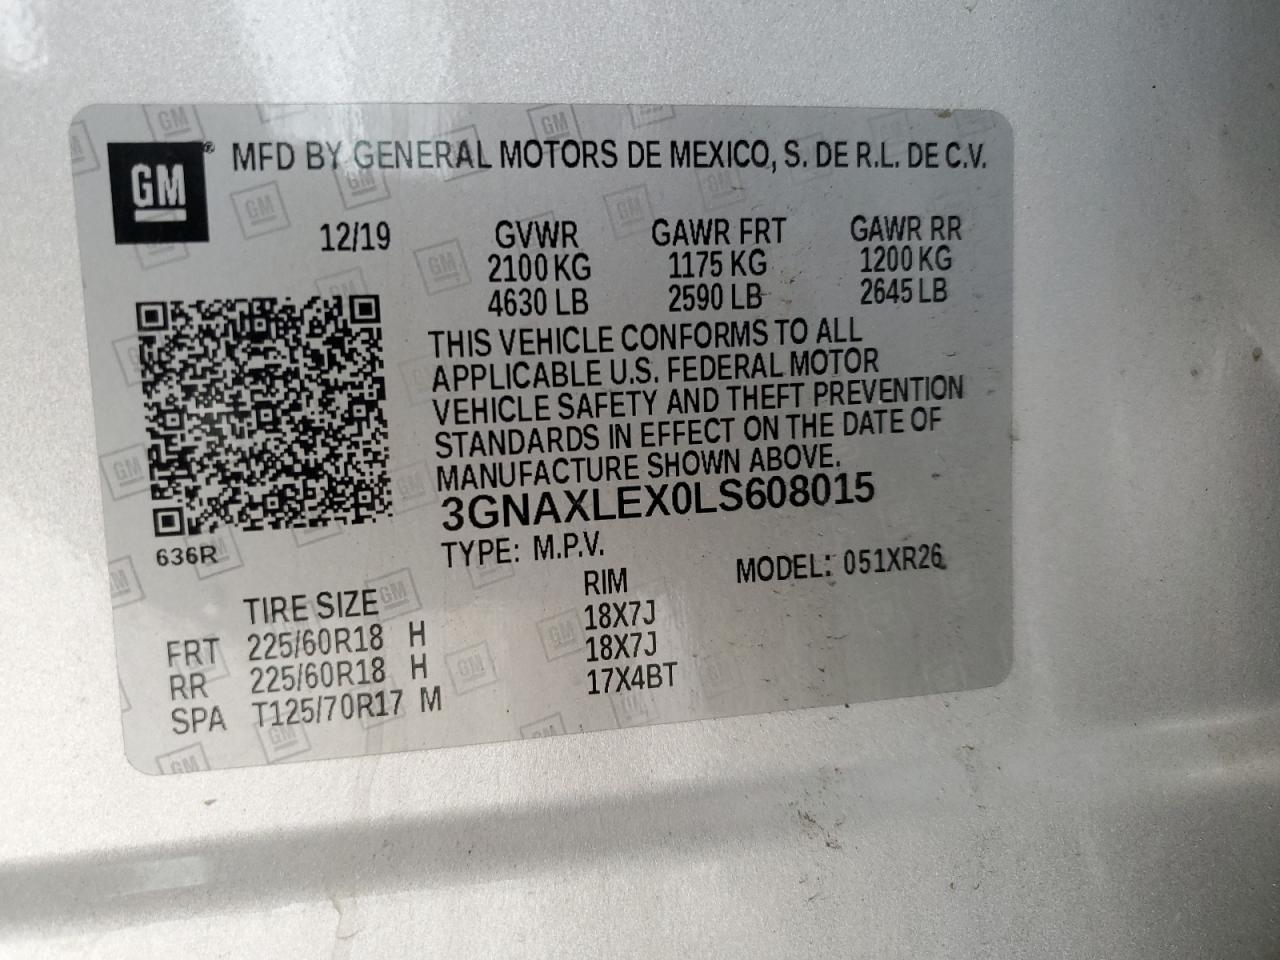 GM® MFD BY GENERAL MOTORS DE MEXICO, S. DE R.L. DE C.V.
12/19 GVWR GAWR FRT GAWR RR
2100 KG 1175 KG 1200 KG
4630 LB 2590 LB 2645 LB
THIS VEHICLE CONFORMS TO ALL
APPLICABLE U.S. FEDERAL MOTOR
VEHICLE SAFETY AND THEFT PREVENTION
STANDARDS IN EFFECT ON THE DATE OF
MANUFACTURE SHOWN ABOVE.
3GNAXLEX0LS608015
636R
TYPE: M.P.V. MODEL: 051XR26
TIRE SIZE RIM
FRT 225/60R18 H 18X7J
RR 225/60R18 H 18X7J
SPA T125/70R17 M 17X4BT